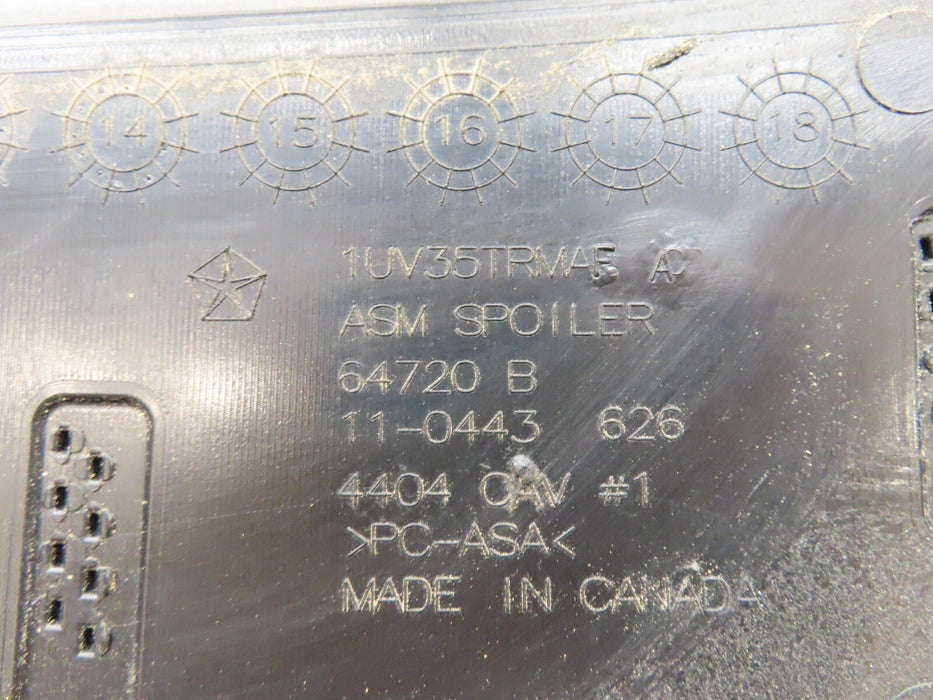 14 15 16 17 18
1UV35TRMAF AC
ASM SPOILER
64720 B
11-0443 626
4404 CAV #1
>PC-ASA<
MADE IN CANADA